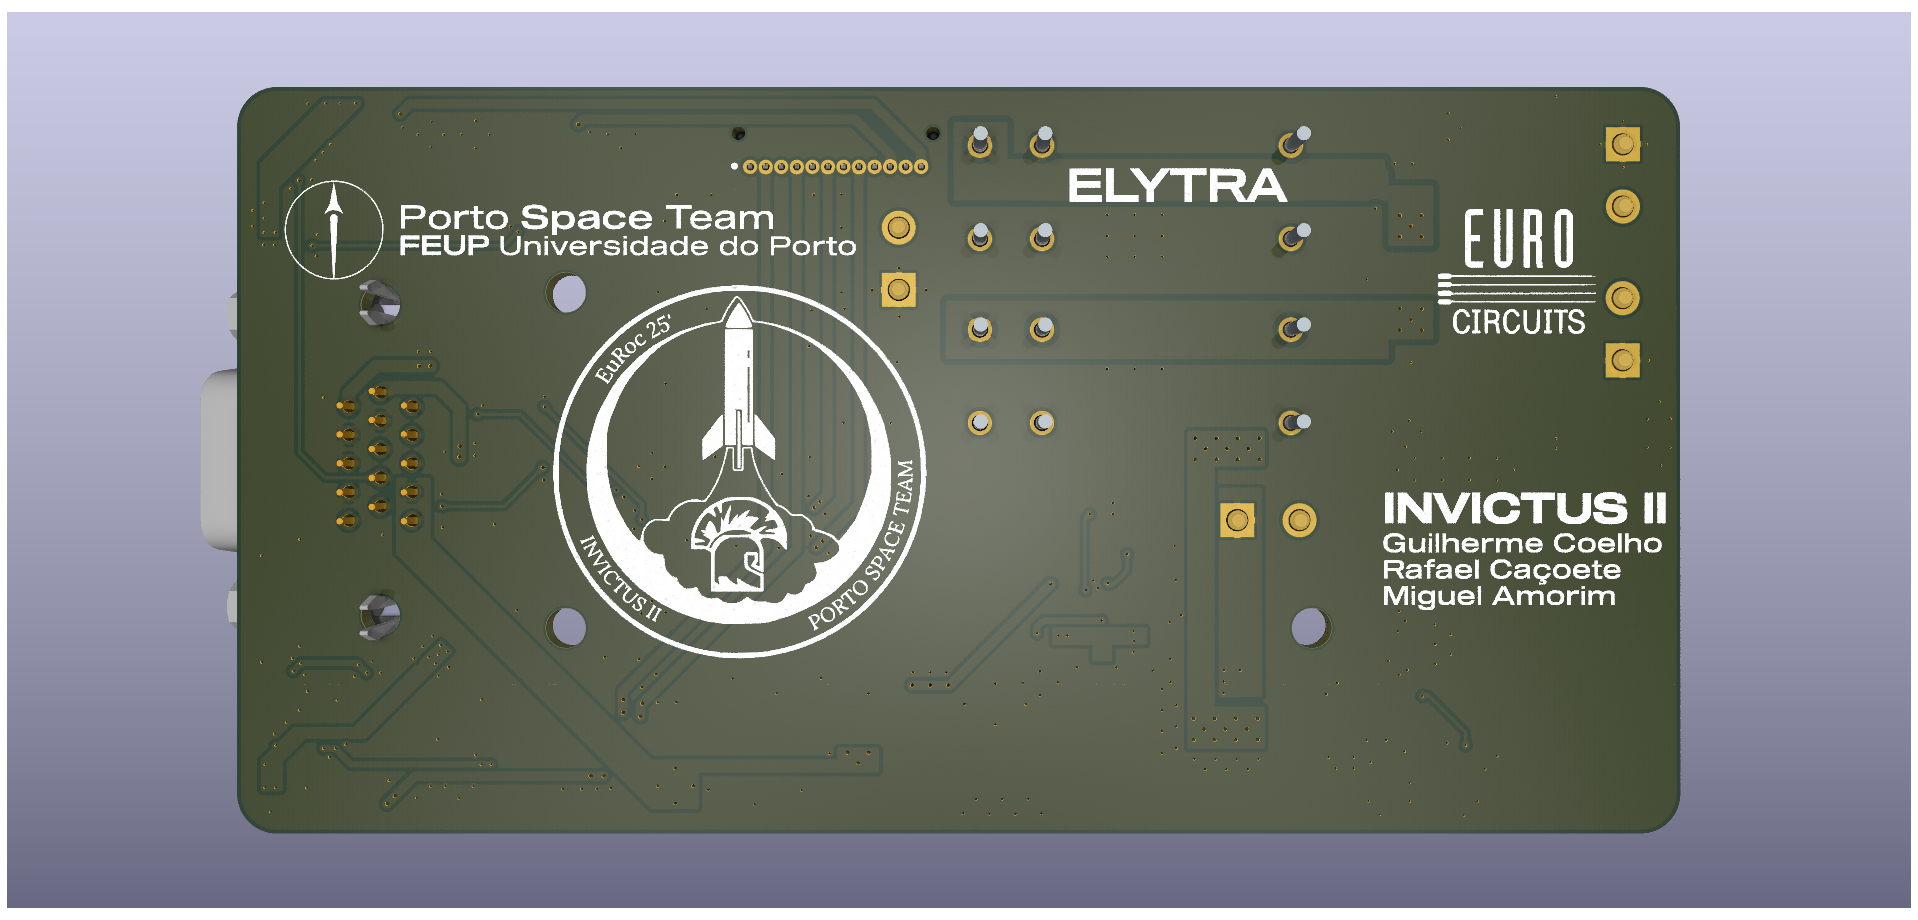 ELYTRA
Porto Space Team
FEUP Universidade do Porto
EURO
CIRCUITS
EuRoc 25'
INVICTUS II
PORTO SPACE TEAM
INVICTUS II
Guilherme Coelho
Rafael Caçoete
Miguel Amorim